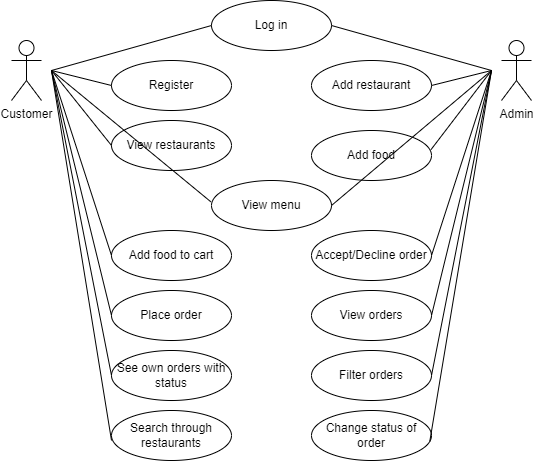 Log in
Register
Add restaurant
Customer
Admin
View restaurants
Add food
View menu
Add food to cart
Accept/Decline order
Place order
View orders
See own orders with
status
Filter orders
Search through
restaurants
Change status of
order